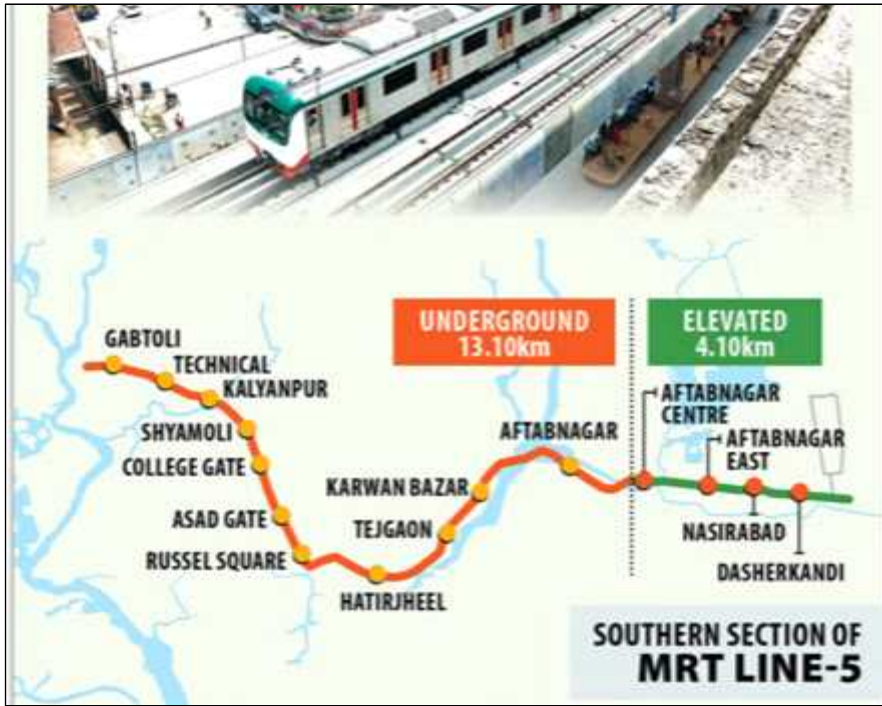 UNDERGROUND
13.10km
ELEVATED
4.10km
GABTOLI
TECHNICAL
KALYANPUR
SHYAMOLI
COLLEGE GATE
ASAD GATE
RUSSEL SQUARE
HATIRJHEEL
TEJGAON
KARWAN BAZAR
AFTABNAGAR
AFTABNAGAR
CENTRE
AFTABNAGAR
EAST
NASIRABAD
DASHERKANDI
SOUTHERN SECTION OF
MRT LINE-5